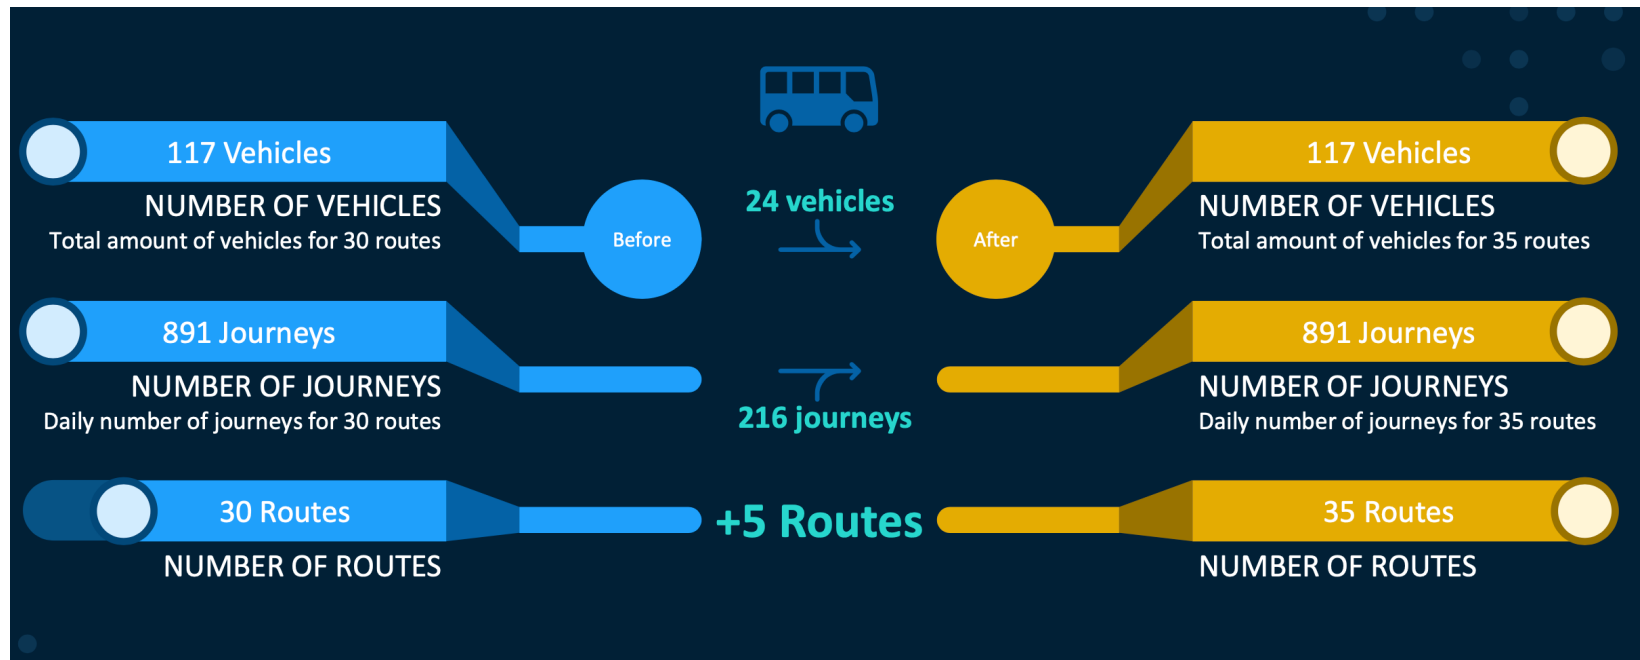 117 Vehicles
NUMBER OF VEHICLES
Total amount of vehicles for 30 routes
Before
24 vehicles
After
117 Vehicles
NUMBER OF VEHICLES
Total amount of vehicles for 35 routes
891 Journeys
NUMBER OF JOURNEYS
Daily number of journeys for 30 routes
216 journeys
891 Journeys
NUMBER OF JOURNEYS
Daily number of journeys for 35 routes
30 Routes
NUMBER OF ROUTES
+5 Routes
35 Routes
NUMBER OF ROUTES